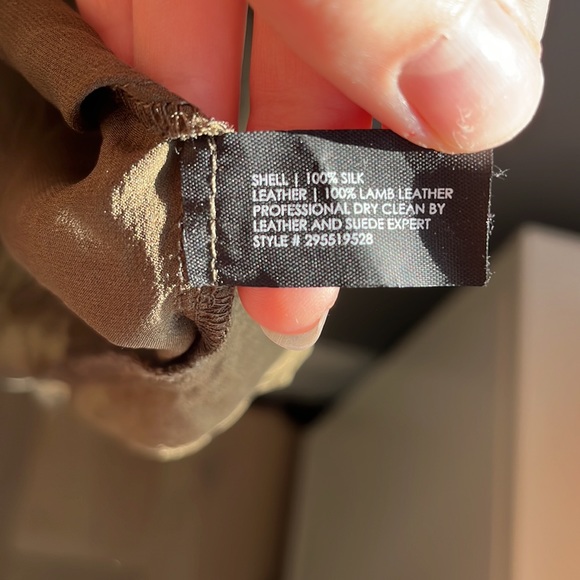 SHELL | 100% SILK
LEATHER | 100% LAMB LEATHER
PROFESSIONAL DRY CLEAN BY
LEATHER AND SUEDE EXPERT
STYLE # 295519528